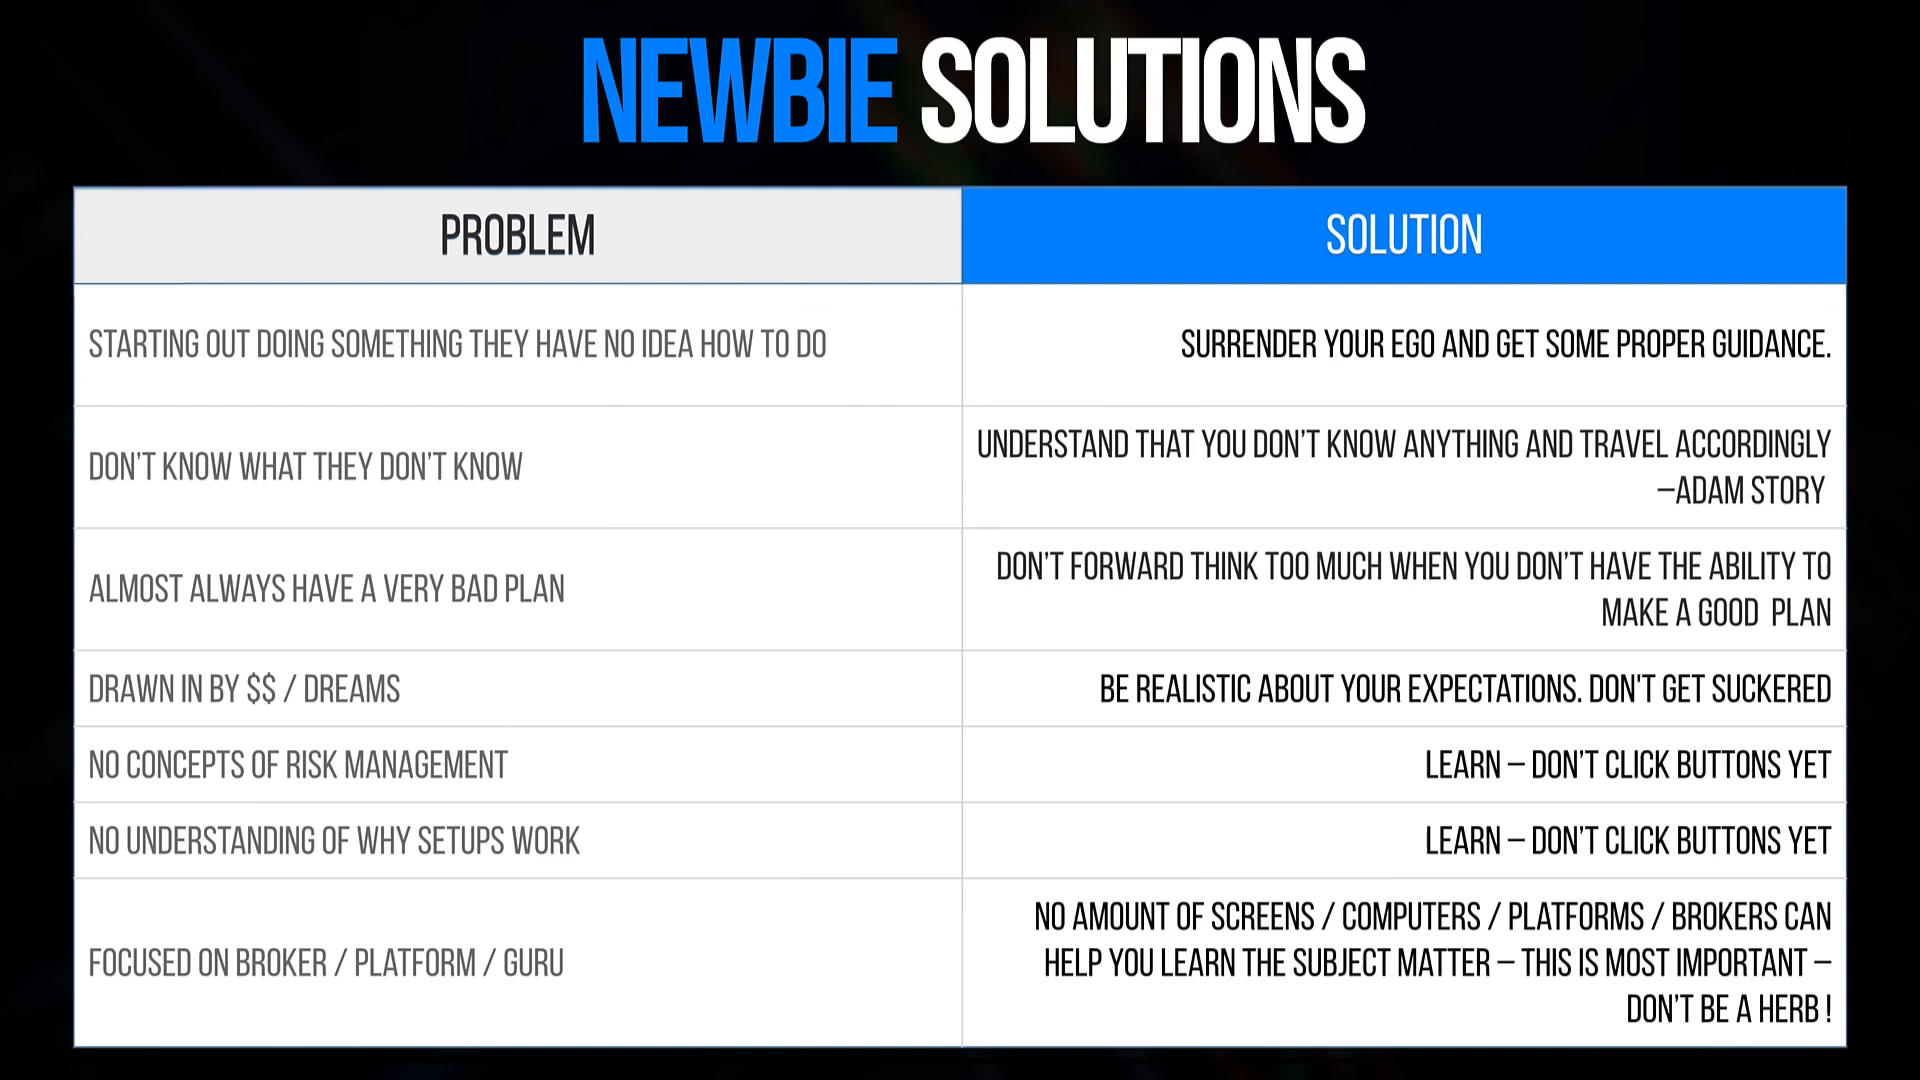 NEWBIE SOLUTIONS
PROBLEM
SOLUTION
STARTING OUT DOING SOMETHING THEY HAVE NO IDEA HOW TO DO
SURRENDER YOUR EGO AND GET SOME PROPER GUIDANCE.
DON’T KNOW WHAT THEY DON’T KNOW
UNDERSTAND THAT YOU DON’T KNOW ANYTHING AND TRAVEL ACCORDINGLY
–ADAM STORY
ALMOST ALWAYS HAVE A VERY BAD PLAN
DON’T FORWARD THINK TOO MUCH WHEN YOU DON’T HAVE THE ABILITY TO
MAKE A GOOD  PLAN
DRAWN IN BY $$ / DREAMS
BE REALISTIC ABOUT YOUR EXPECTATIONS. DON'T GET SUCKERED
NO CONCEPTS OF RISK MANAGEMENT
LEARN – DON’T CLICK BUTTONS YET
NO UNDERSTANDING OF WHY SETUPS WORK
LEARN – DON’T CLICK BUTTONS YET
FOCUSED ON BROKER / PLATFORM / GURU
NO AMOUNT OF SCREENS / COMPUTERS / PLATFORMS / BROKERS CAN
HELP YOU LEARN THE SUBJECT MATTER – THIS IS MOST IMPORTANT –
DON’T BE A HERB !